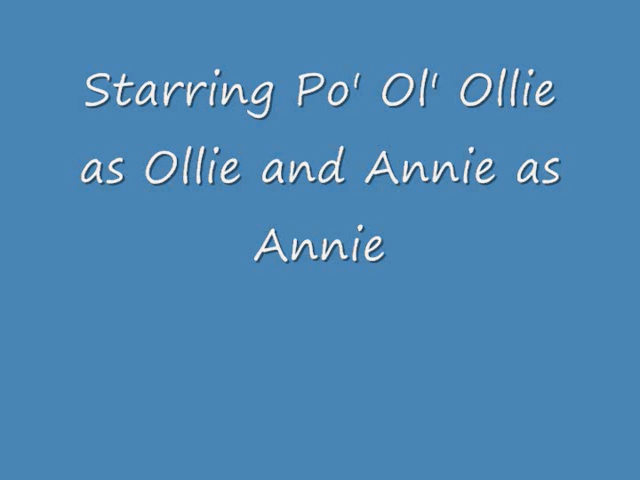 Starring Po' Ol' Ollie
as Ollie and Annie as
Annie